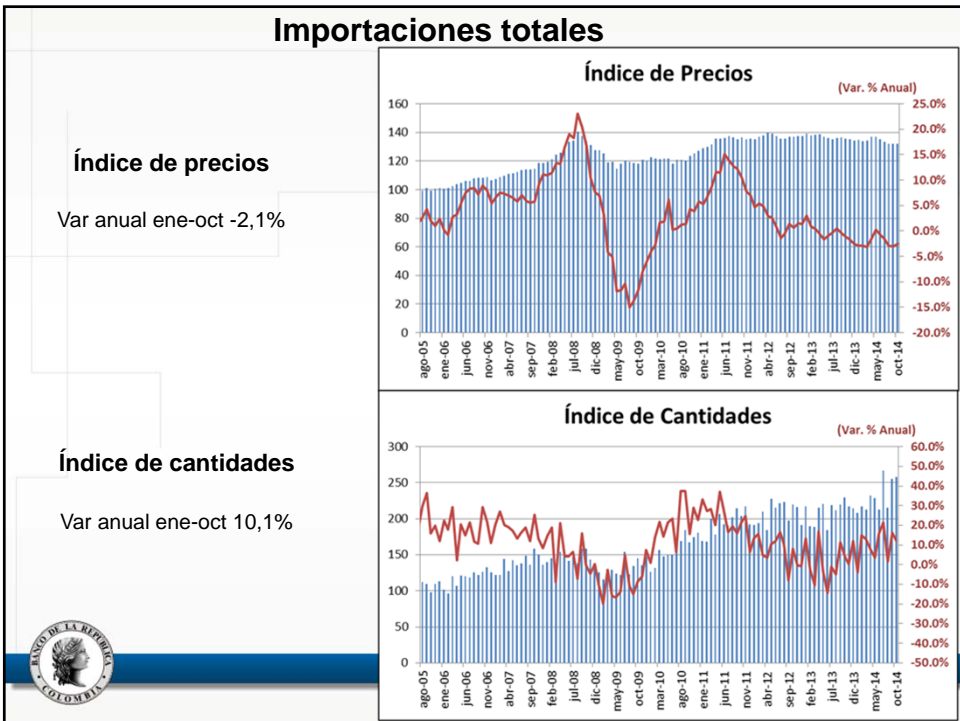 Importaciones totales
Índice de precios
Var anual ene-oct -2,1%
Índice de Precios
(Var. % Anual)
160
140
120
100
80
60
40
20
0
25.0%
20.0%
15.0%
10.0%
5.0%
0.0%
-5.0%
-10.0%
-15.0%
-20.0%
ago-05
ene-06
jun-06
nov-06
abr-07
sep-07
feb-08
jul-08
dic-08
may-09
oct-09
mar-10
ago-10
ene-11
jun-11
nov-11
abr-12
sep-12
feb-13
jul-13
dic-13
may-14
oct-14
Índice de cantidades
Var anual ene-oct 10,1%
Índice de Cantidades
(Var. % Anual)
300
250
200
150
100
50
0
60.0%
50.0%
40.0%
30.0%
20.0%
10.0%
0.0%
-10.0%
-20.0%
-30.0%
-40.0%
-50.0%
ago-05
ene-06
jun-06
nov-06
abr-07
sep-07
feb-08
jul-08
dic-08
may-09
oct-09
mar-10
ago-10
ene-11
jun-11
nov-11
abr-12
sep-12
feb-13
jul-13
dic-13
may-14
oct-14
BANCO DE LA REPUBLICA
COLOMBIA